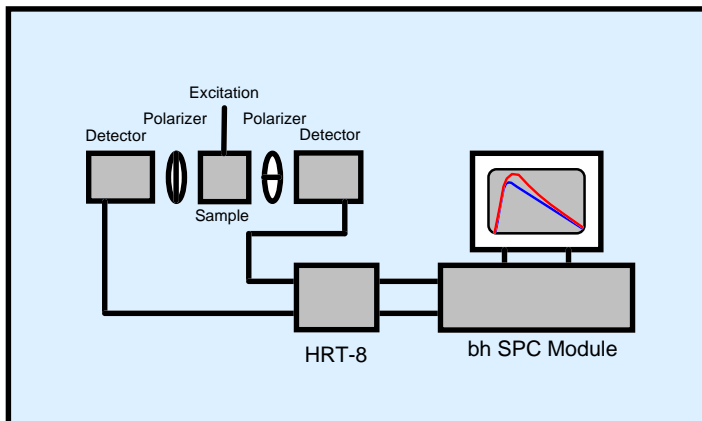 Excitation
Polarizer
Polarizer
Detector
Detector
Sample
HRT-8
bh SPC Module